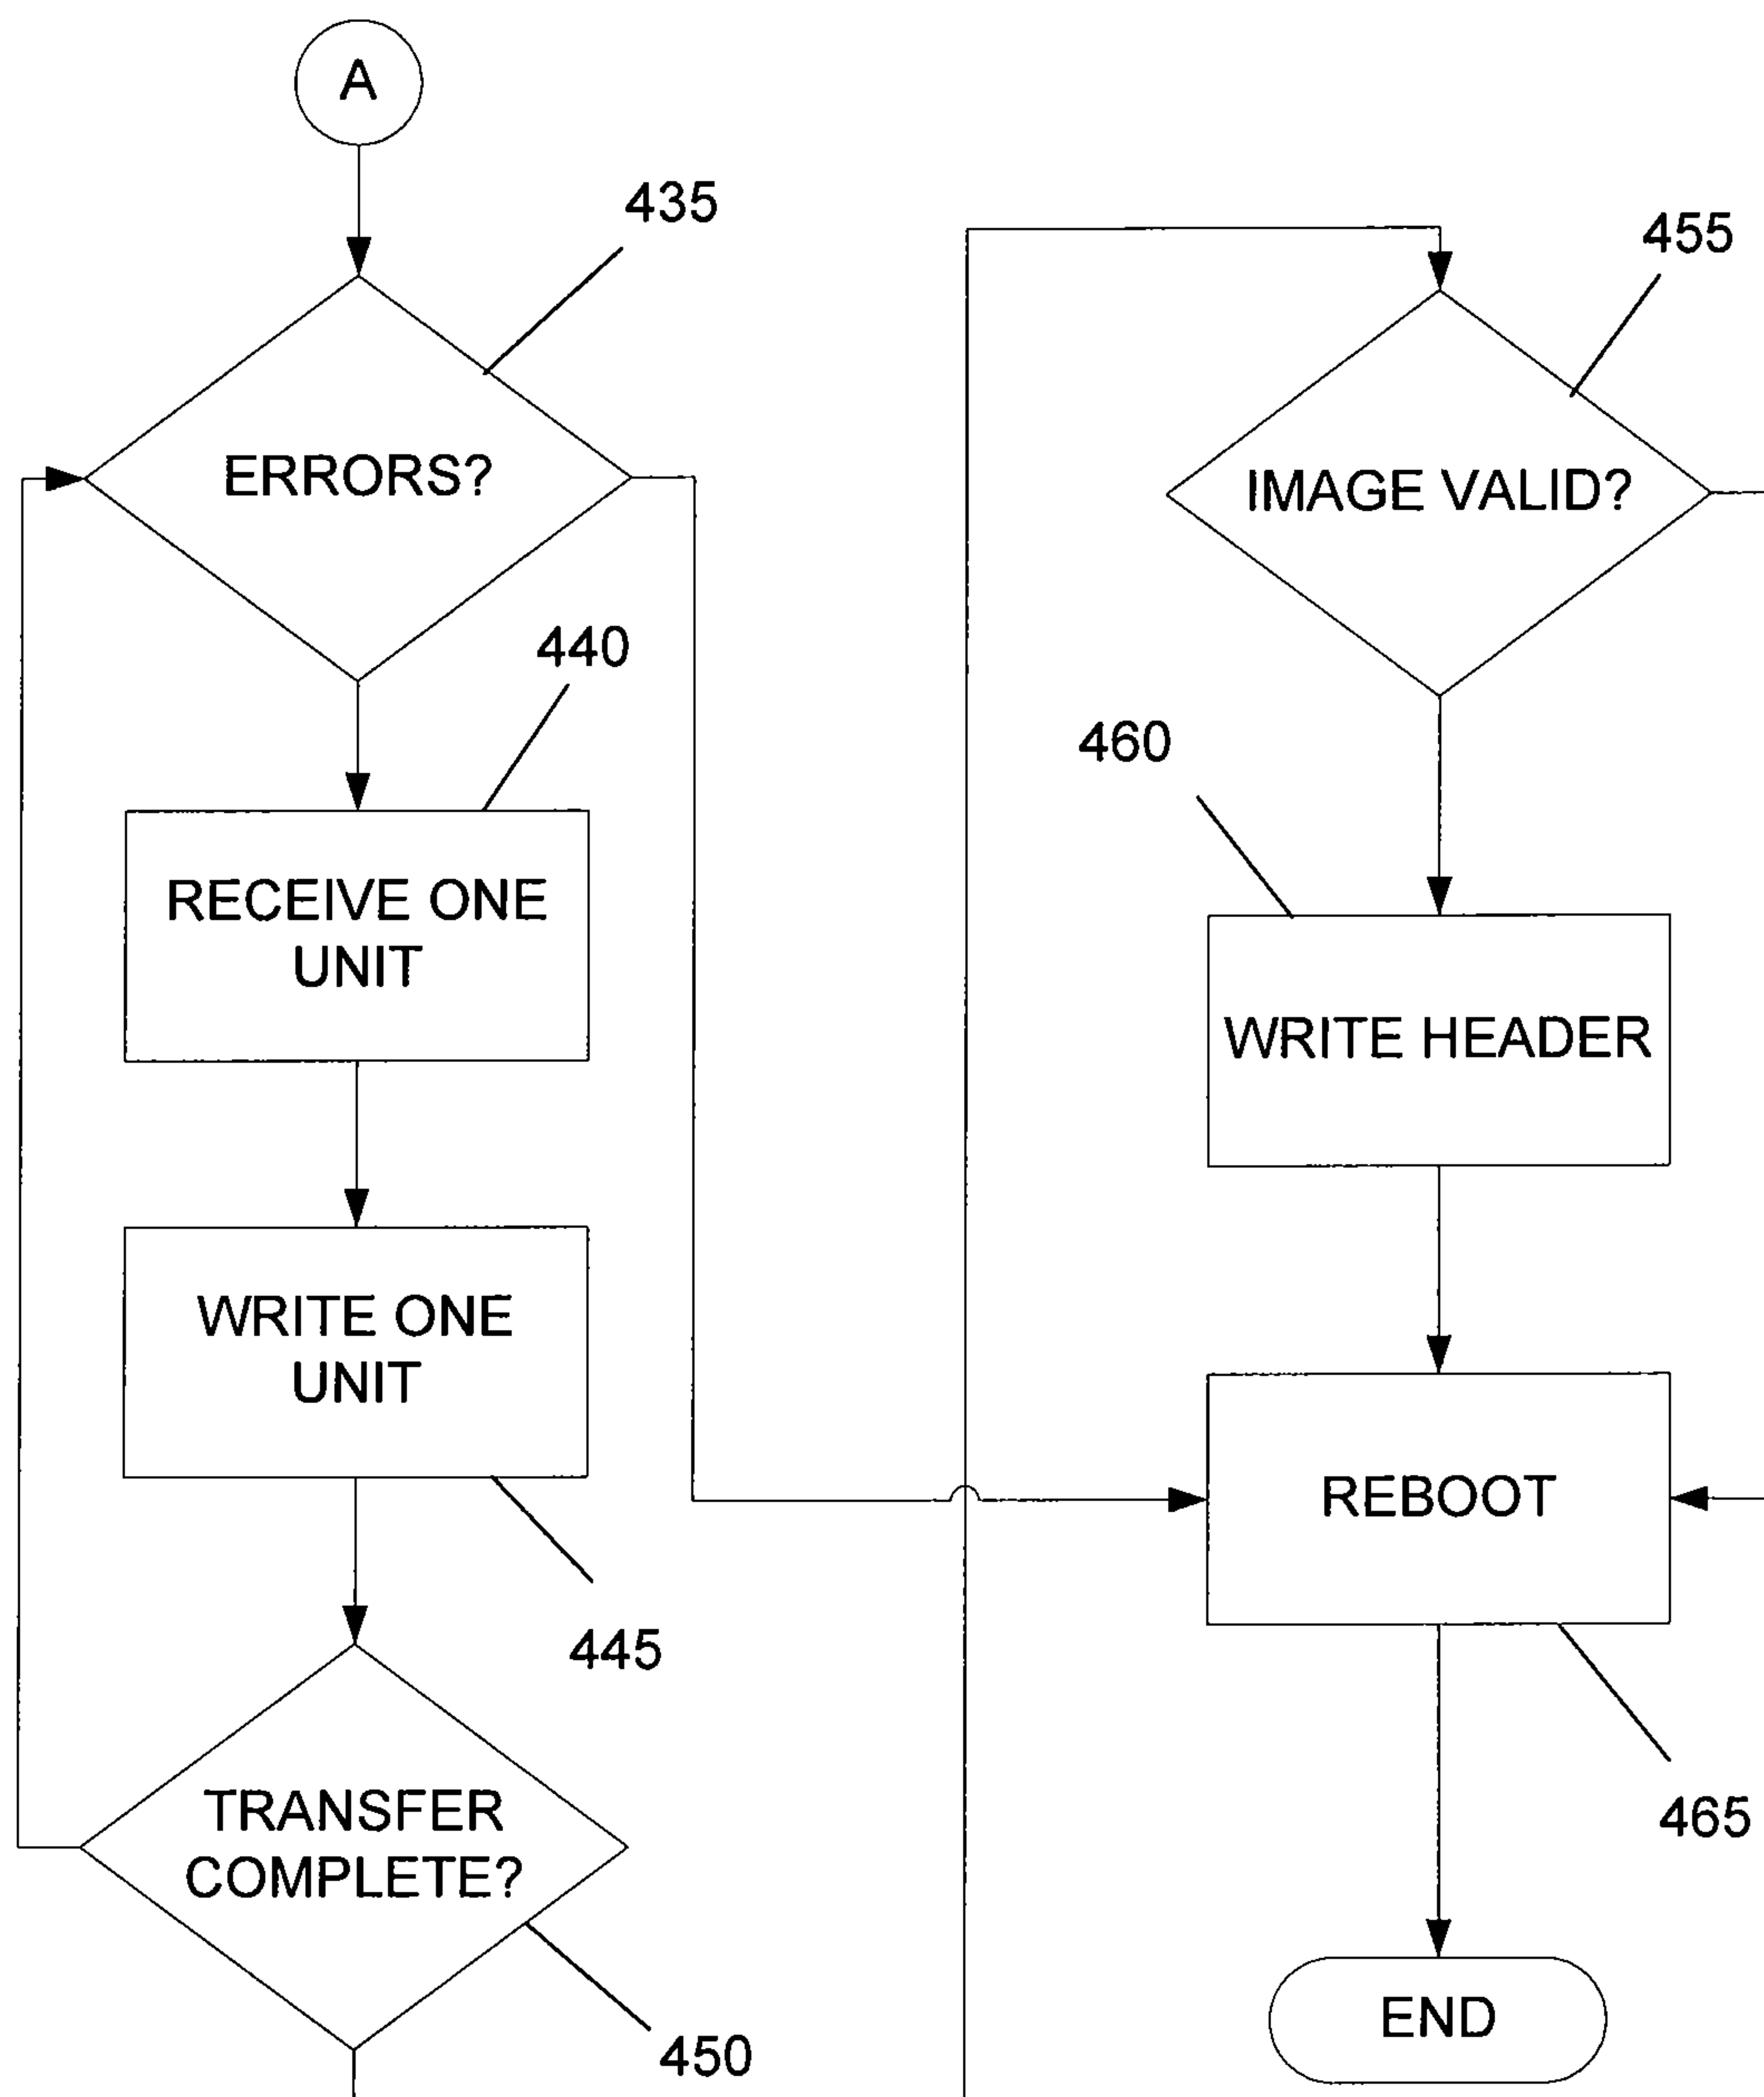 A
435
ERRORS?
440
RECEIVE ONE
UNIT
WRITE ONE
UNIT
445
TRANSFER
COMPLETE?
450
455
IMAGE VALID?
460
WRITE HEADER
REBOOT
465
END